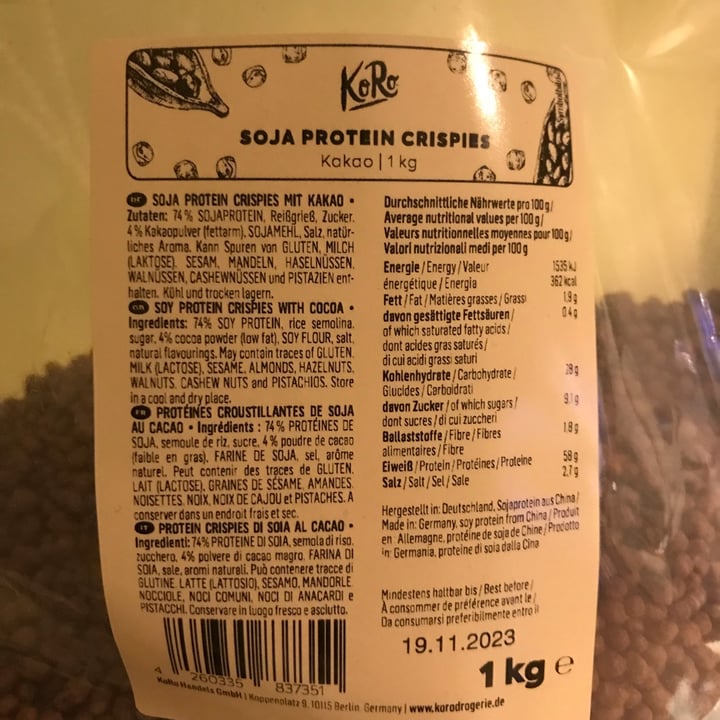 KoRo
SOJA PROTEIN CRISPIES
Kakao | 1 kg
DE SOJA PROTEIN CRISPIES MIT KAKAO •
Zutaten: 74% SOJAPROTEIN, Reißgrieß, Zucker,
4% Kakaopulver (fettarm), SOJAMEHL, Salz, natür-
liches Aroma. Kann Spuren von GLUTEN, MILCH
(LAKTOSE), SESAM, MANDELN, HASELNÜSSEN,
WALNÜSSEN, CASHEWNÜSSEN und PISTAZIEN ent-
halten. Kühl und trocken lagern.
SOY PROTEIN CRISPIES WITH COCOA •
Ingredients: 74% SOY PROTEIN, rice semolina,
sugar, 4% cocoa powder (low fat), SOY FLOUR, salt,
natural flavourings. May contain traces of GLUTEN,
MILK (LACTOSE), SESAME, ALMONDS, HAZELNUTS,
WALNUTS, CASHEW NUTS and PISTACHIOS. Store
in a cool and dry place.
FR PROTÉINES CROUSTILLANTES DE SOJA
AU CACAO • Ingrédients : 74% PROTÉINES DE
SOJA, semoule de riz, sucre, 4% poudre de cacao
(faible en gras), FARINE DE SOJA, sel, arôme
naturel. Peut contenir des traces de GLUTEN,
LAIT (LACTOSE), GRAINES DE SÉSAME, AMANDES,
NOISETTES, NOIX, NOIX DE CAJOU et PISTACHES. A
conserver dans un endroit frais et sec.
IT PROTEIN CRISPIES DI SOIA AL CACAO •
Ingredienti: 74% PROTEINE DI SOIA, semola di riso,
zucchero, 4% polvere di cacao magro, FARINA DI
SOIA, sale, aromi naturali. Può contenere tracce di
GLUTINE, LATTE (LATTOSIO), SESAMO, MANDORLE,
NOCCIOLE, NOCI COMUNI, NOCI DI ANACARDI e
PISTACCHI. Conservare in luogo fresco e asciutto.
4 260335 837351
KoRo Handels GmbH | Koppenplatz 9, 10115 Berlin, Germany | www.korodrogerie.de
Durchschnittliche Nährwerte pro 100 g /
Average nutritional values per 100 g /
Valeurs nutritionnelles moyennes pour 100 g /
Valori nutrizionali medi per 100 g
Energie / Energy / Valeur 1535 kJ
énergétique / Energia 362 kcal
Fett / Fat / Matières grasses / Grassi 1.9 g
davon gesättigte Fettsäuren / 0.4 g
of which saturated fatty acids /
dont acides gras saturés /
di cui acidi grassi saturi
Kohlenhydrate / Carbohydrate / 28 g
Glucides / Carboidrati
davon Zucker / of which sugars / 9.1 g
dont sucres / di cui zuccheri
Ballaststoffe / Fibre / Fibres 1.8 g
alimentaires / Fibre
Eiweiß / Protein / Protéines / Proteine 58 g
Salz / Salt / Sel / Sale 2.7 g
Hergestellt in: Deutschland, Sojaprotein aus China /
Made in: Germany, soy protein from China / Produit
en: Allemagne, protéine de soja de Chine / Prodotto
in: Germania, proteine di soia dalla Cina
Mindestens haltbar bis / Best before /
À consommer de préférence avant le /
Da consumarsi preferibilmente entro il
19.11.2023
1 kg e